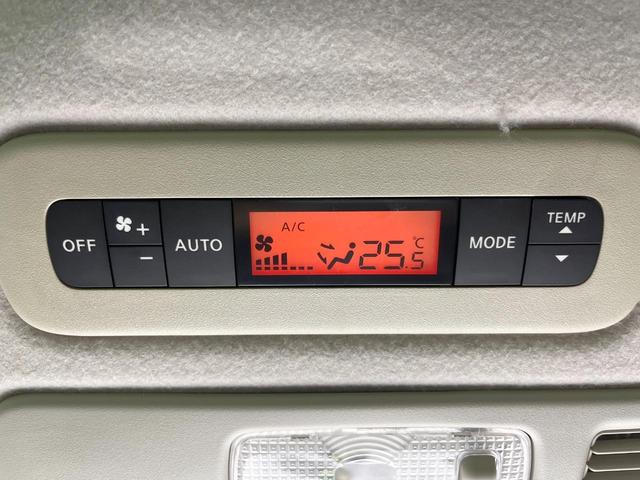 OFF
+
−
AUTO
A/C
25.5°C
MODE
TEMP